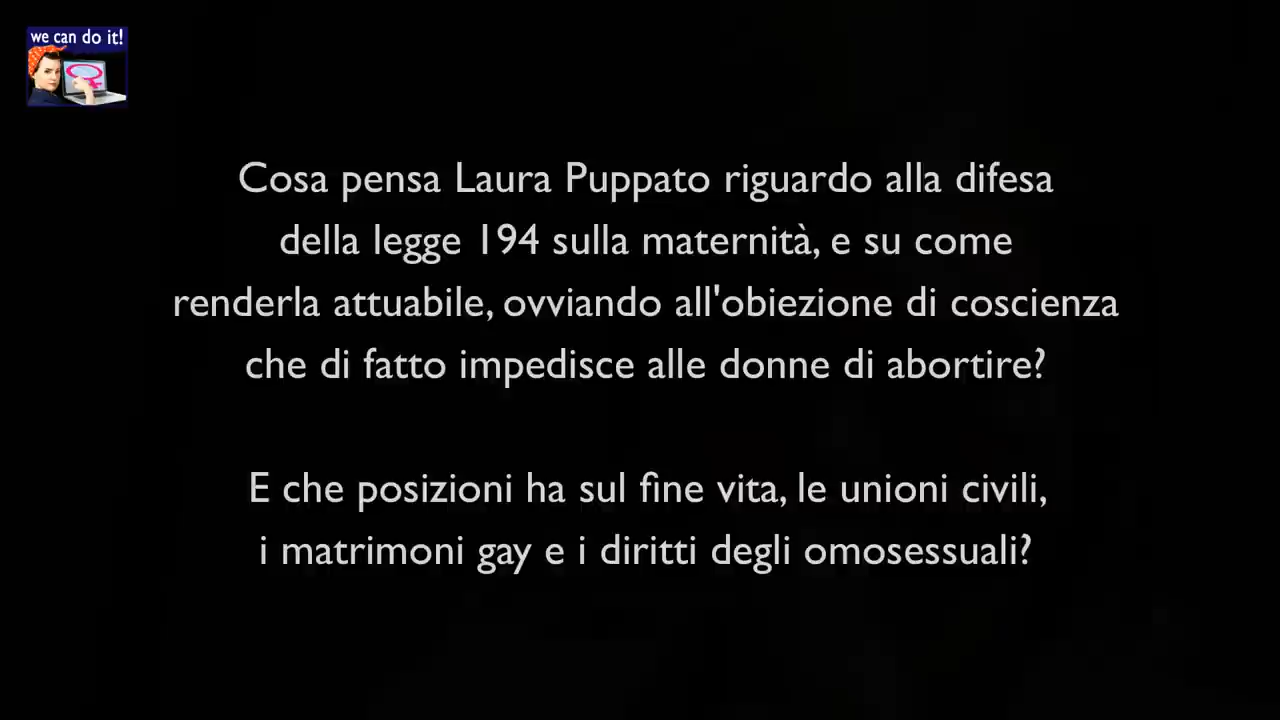 we can do it!
Cosa pensa Laura Puppato riguardo alla difesa
della legge 194 sulla maternità, e su come
renderla attuabile, ovviando all'obiezione di coscienza
che di fatto impedisce alle donne di abortire?
E che posizioni ha sul fine vita, le unioni civili,
i matrimoni gay e i diritti degli omosessuali?